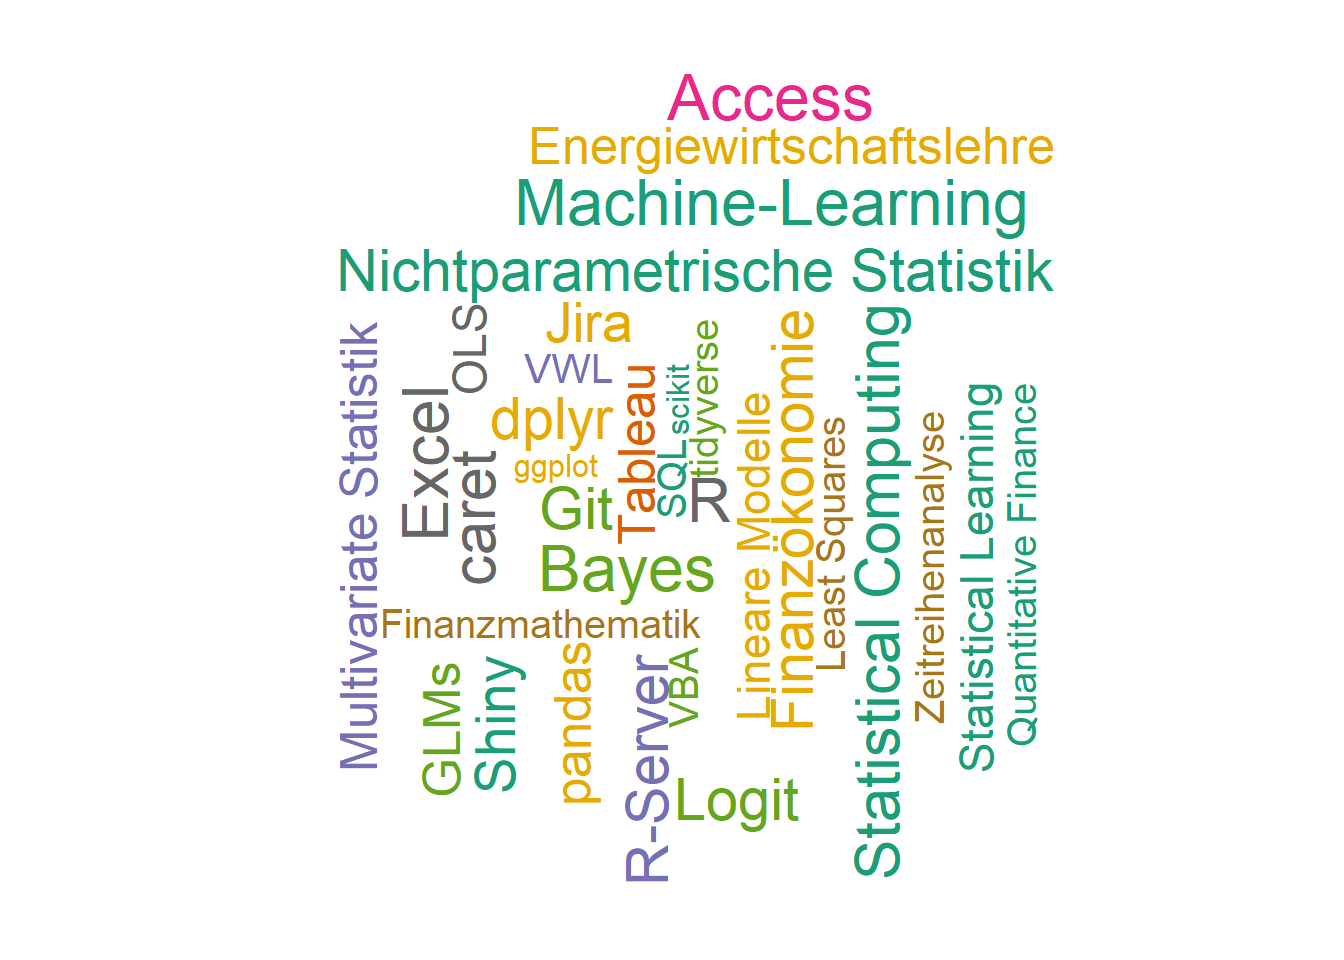 Access
Energiewirtschaftslehre
Machine-Learning
Nichtparametrische Statistik
Multivariate Statistik
Excel
OLS
caret
Jira
VWL
dplyr
ggplot
Git
Tableau
scikit
SQL
tidyverse
R
Bayes
Finanzmathematik
Lineare Modelle
Finanzökonomie
Least Squares
Statistical Computing
Zeitreihenanalyse
Statistical Learning
Quantitative Finance
GLMs
Shiny
pandas
R-Server
VBA
Logit